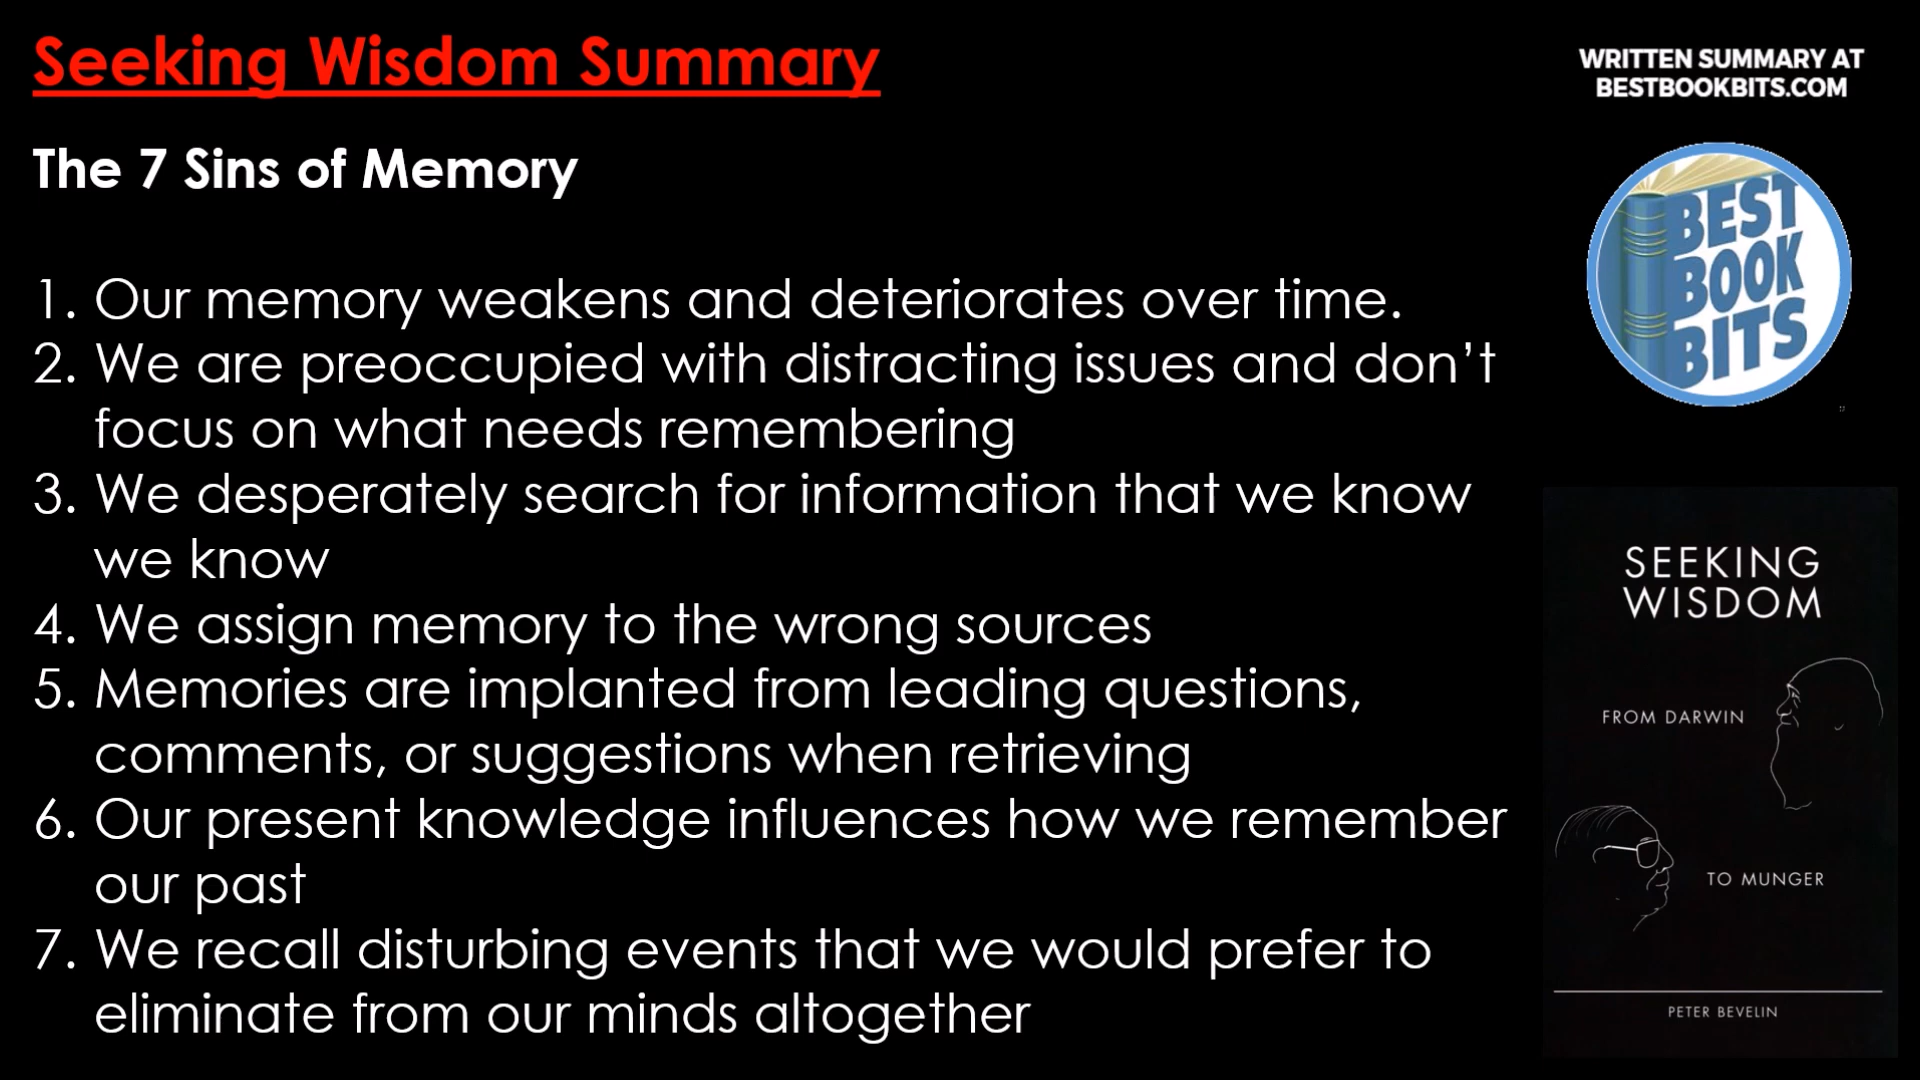 Seeking Wisdom Summary
WRITTEN SUMMARY AT
BESTBOOKBITS.COM
The 7 Sins of Memory
1. Our memory weakens and deteriorates over time.
2. We are preoccupied with distracting issues and don’t
focus on what needs remembering
3. We desperately search for information that we know
we know
4. We assign memory to the wrong sources
5. Memories are implanted from leading questions,
comments, or suggestions when retrieving
6. Our present knowledge influences how we remember
our past
7. We recall disturbing events that we would prefer to
eliminate from our minds altogether
BEST
BOOK
BITS
SEEKING
WISDOM
FROM DARWIN
TO MUNGER
PETER BEVELIN